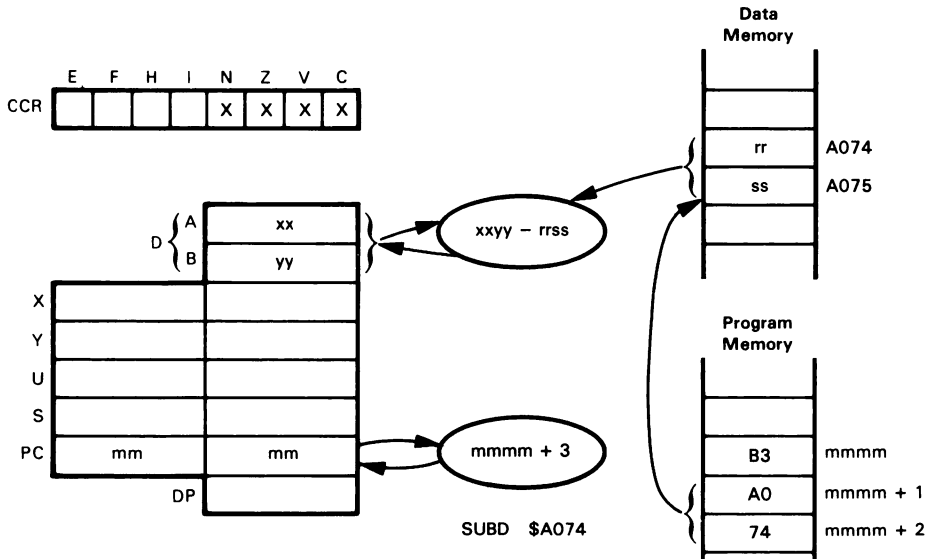 Data
Memory
E F H I N Z V C
CCR X X X X
rr A074
ss A075
D A xx
B yy
xxyy – rrss
X
Y
U
S
PC mm mm
mmmm + 3
DP
SUBD $A074
Program
Memory
B3 mmmm
A0 mmmm + 1
74 mmmm + 2